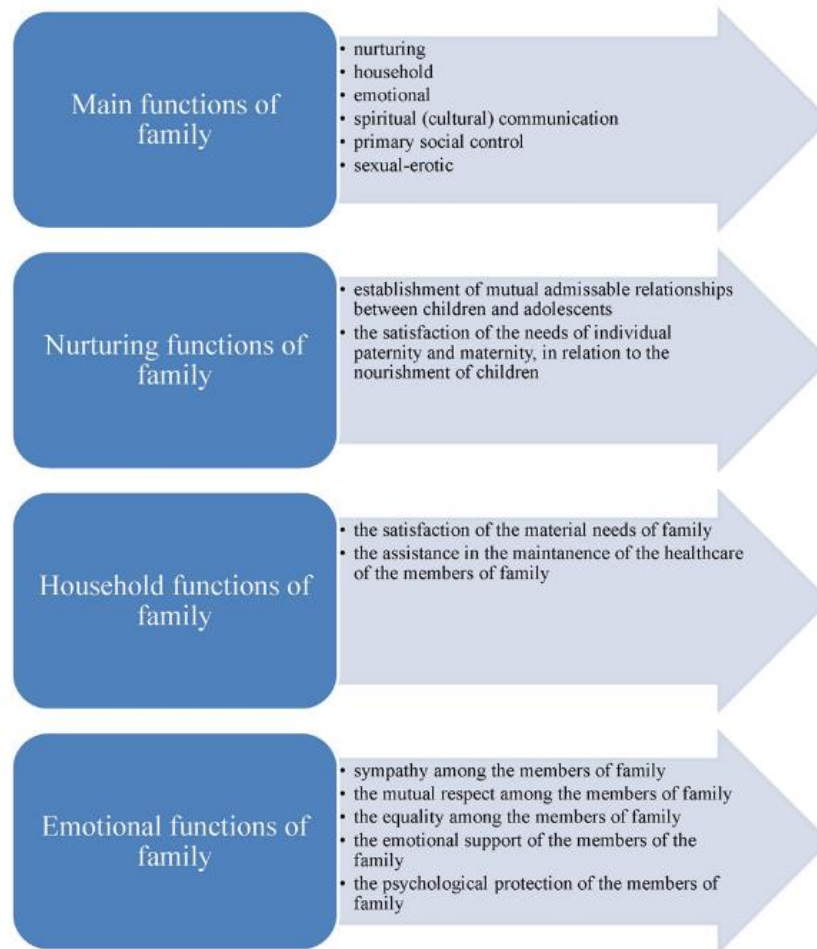 Main functions of
family
• nurturing
• household
• emotional
• spiritual (cultural) communication
• primary social control
• sexual-erotic
Nurturing functions of
family
• establishment of mutual admissable relationships
between children and adolescents
• the satisfaction of the needs of individual
paternity and maternity, in relation to the
nourishment of children
Household functions of
family
• the satisfaction of the material needs of family
• the assistance in the maintanence of the healthcare
of the members of family
Emotional functions of
family
• sympathy among the members of family
• the mutual respect among the members of family
• the equality among the members of family
• the emotional support of the members of the
family
• the psychological protection of the members of
family